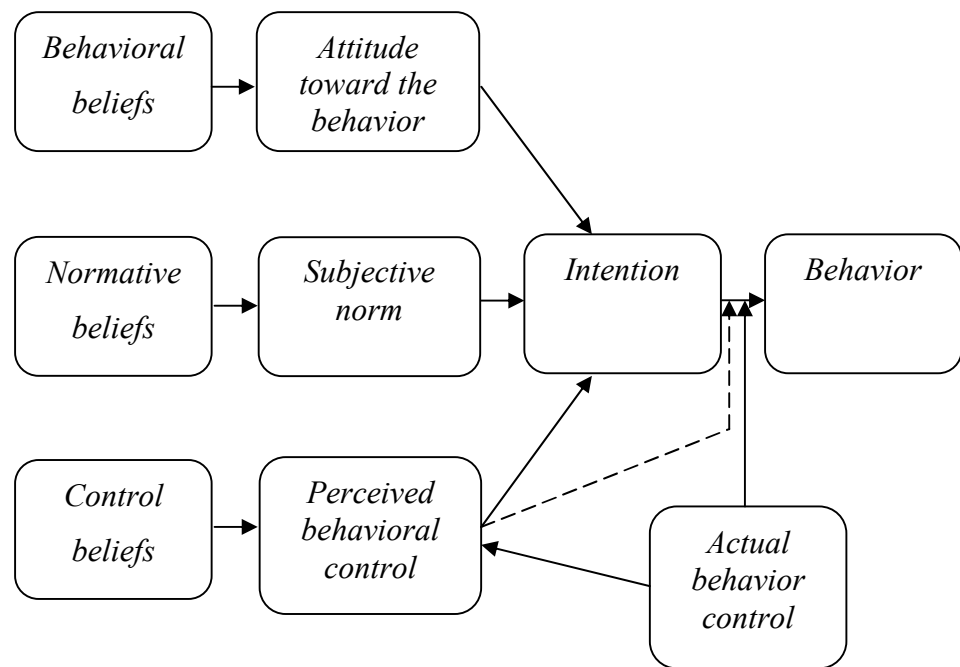 Behavioral
beliefs
Attitude
toward the
behavior
Normative
beliefs
Subjective
norm
Intention
Behavior
Control
beliefs
Perceived
behavioral
control
Actual
behavior
control